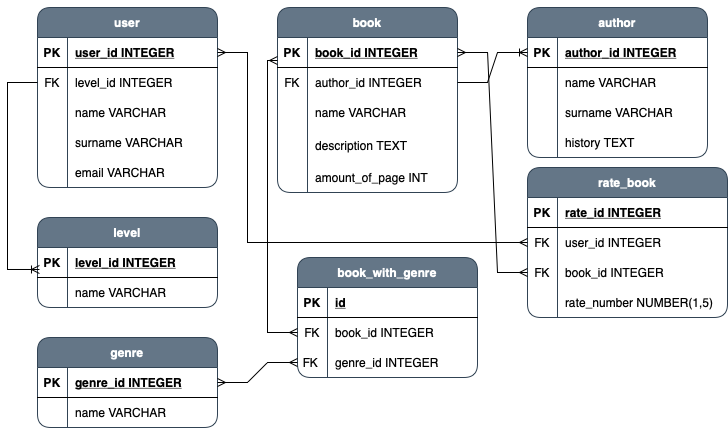 user
PK user_id INTEGER
FK level_id INTEGER
name VARCHAR
surname VARCHAR
email VARCHAR
book
PK book_id INTEGER
FK author_id INTEGER
name VARCHAR
description TEXT
amount_of_page INT
author
PK author_id INTEGER
name VARCHAR
surname VARCHAR
history TEXT
rate_book
PK rate_id INTEGER
FK user_id INTEGER
FK book_id INTEGER
rate_number NUMBER(1,5)
level
PK level_id INTEGER
name VARCHAR
book_with_genre
PK id
FK book_id INTEGER
FK genre_id INTEGER
genre
PK genre_id INTEGER
name VARCHAR